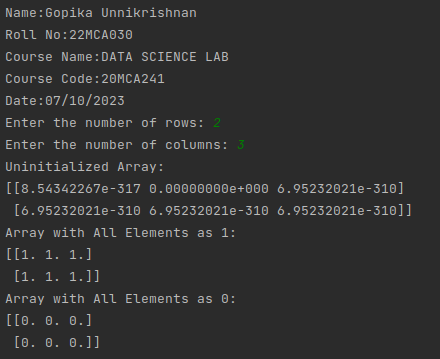 Name:Gopika Unnikrishnan
Roll No:22MCA030
Course Name:DATA SCIENCE LAB
Course Code:20MCA241
Date:07/10/2023
Enter the number of rows: 2
Enter the number of columns: 3
Uninitialized Array:
[[8.54342267e-317 0.00000000e+000 6.95232021e-310]
 [6.95232021e-310 6.95232021e-310 6.95232021e-310]]
Array with All Elements as 1:
[[1. 1. 1.]
 [1. 1. 1.]]
Array with All Elements as 0:
[[0. 0. 0.]
 [0. 0. 0.]]